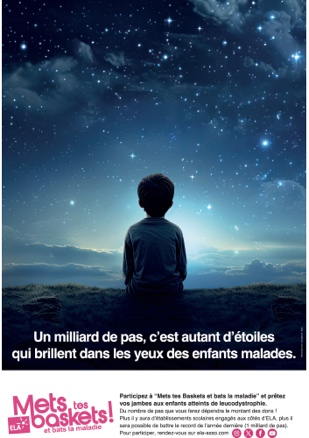 Un milliard de pas, c'est autant d'étoiles
qui brillent dans les yeux des enfants malades.
Mets tes
baskets!
et bats la maladie
ELA
Participez à "Mets tes Baskets et bats la maladie" et prêtez
vos jambes aux enfants atteints de leucodystrophie.
Du nombre de pas que vous ferez dépendra le montant des dons !
Plus il y aura d'établissements scolaires engagés aux côtés d'ELA, plus il
sera possible de battre le record de l'année dernière (1 milliard de pas).
Pour participer, rendez-vous sur ela-asso.com